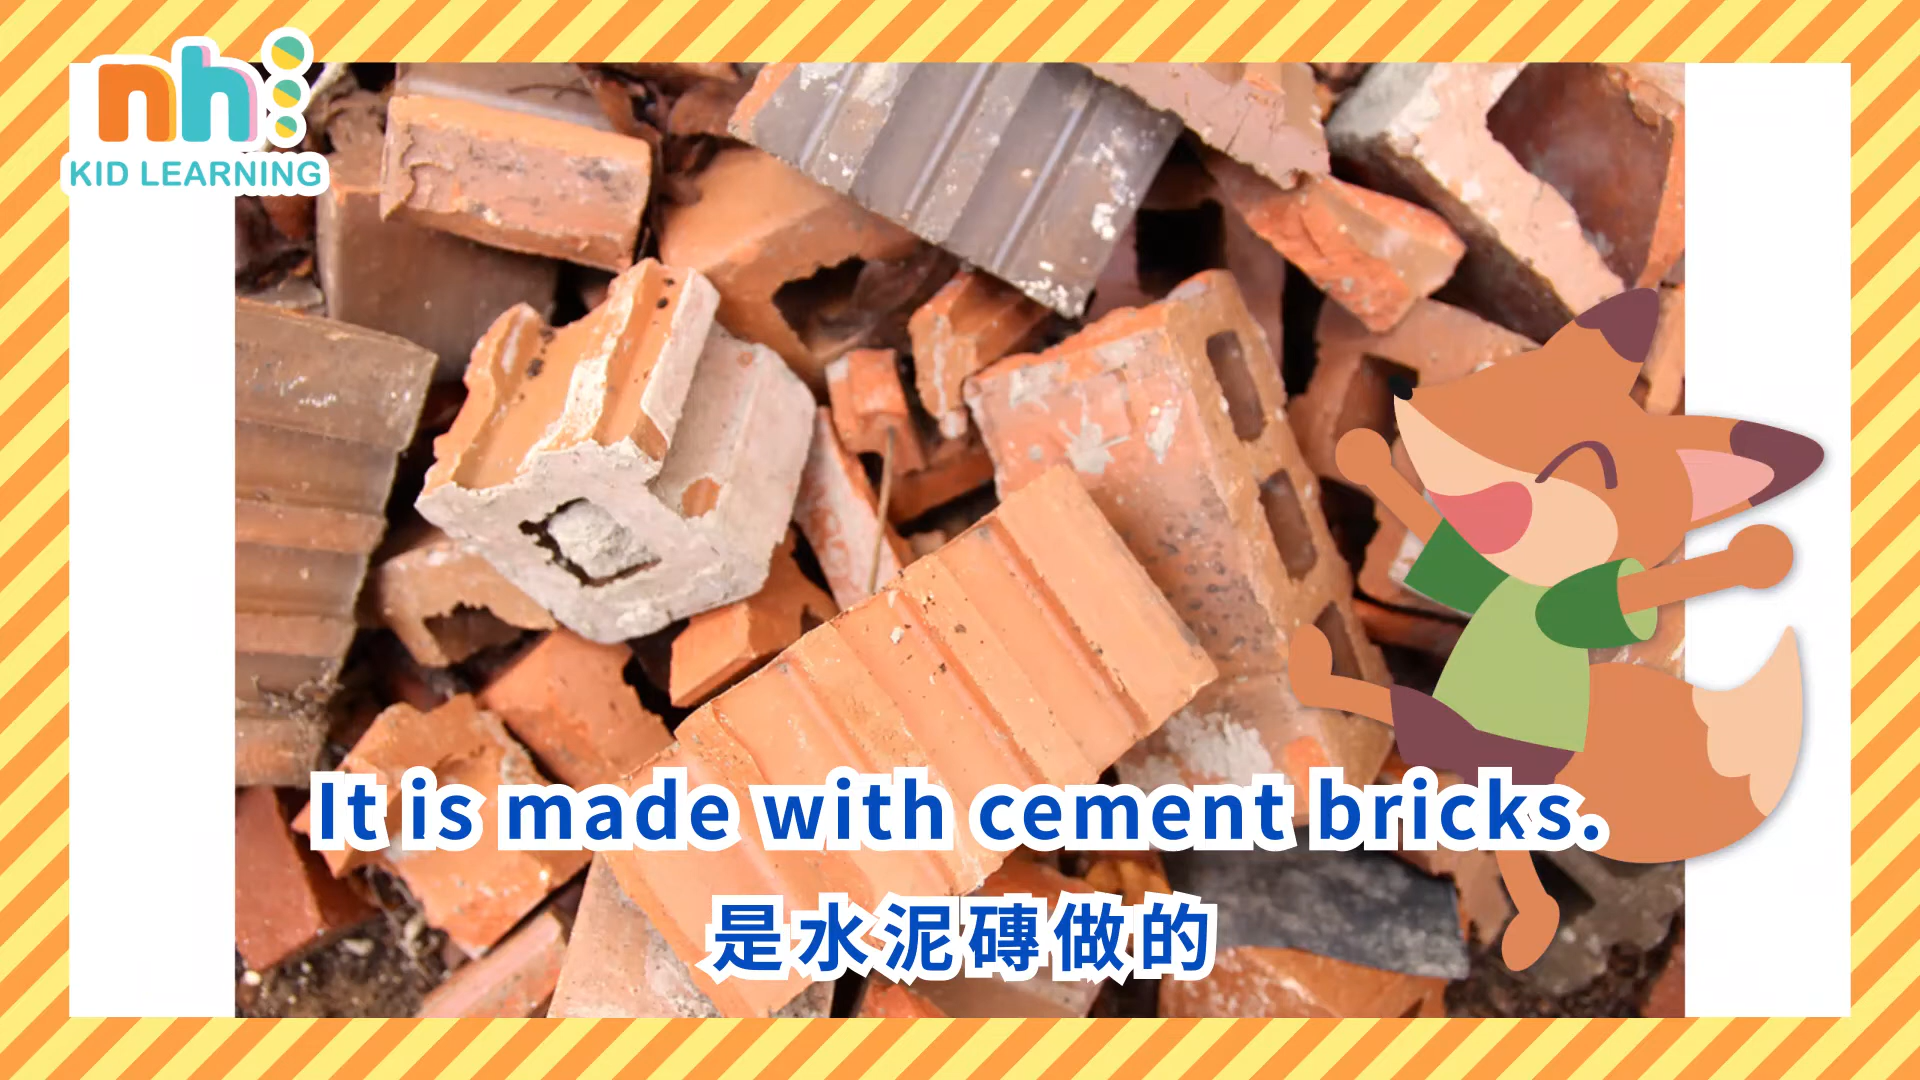 nh
KID LEARNING
It is made with cement bricks.
是水泥磚做的